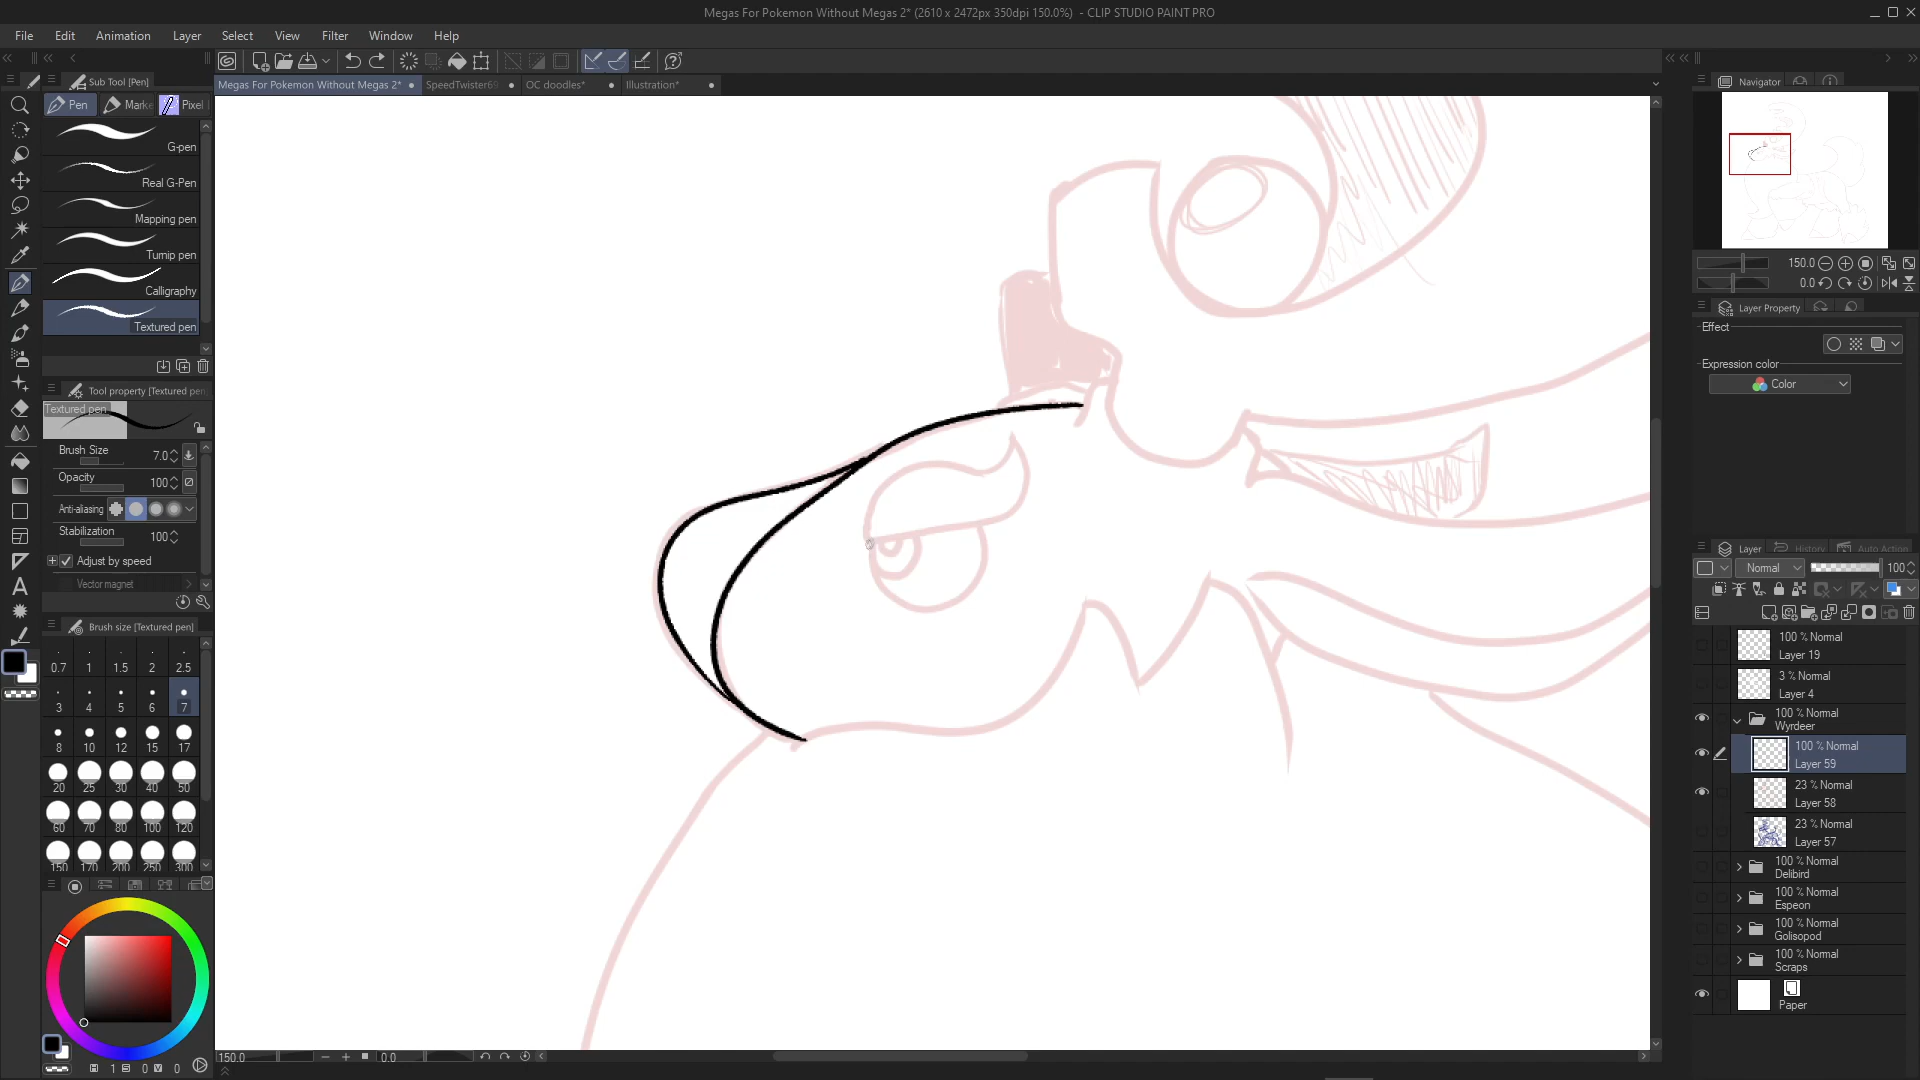 Megas For Pokemon Without Megas 2* (2610 x 2472px 350dpi 150.0%) - CLIP STUDIO PAINT PRO
File Edit Animation Layer Select View Filter Window Help
Sub Tool [Pen]
Megas For Pokemon Without Megas 2* SpeedTwister69 OC doodles* Illustration*
Pen Marke Pixel
G-pen
Real G-Pen
Mapping pen
Turnip pen
Calligraphy
Textured pen
Tool property [Textured pen
Textured pen
Brush Size 7.0
Opacity 100
Anti-aliasing
Stabilization 100
Adjust by speed
Vector magnet
Brush size [Textured pen]
0.7 1 1.5 2 2.5
3 4 5 6 7
8 10 12 15 17
20 25 30 40 50
60 70 80 100 120
150 170 200 250 300
1 0 0
150.0 0.0
Navigator
150.0
0.0
Layer Property
Effect
Expression color
Color
Layer History Auto Action
Normal 100
100 % Normal
Layer 19
3 % Normal
Layer 4
100 % Normal
Wyrdeer
100 % Normal
Layer 59
23 % Normal
Layer 58
23 % Normal
Layer 57
100 % Normal
Delibird
100 % Normal
Espeon
100 % Normal
Golisopod
100 % Normal
Scraps
Paper